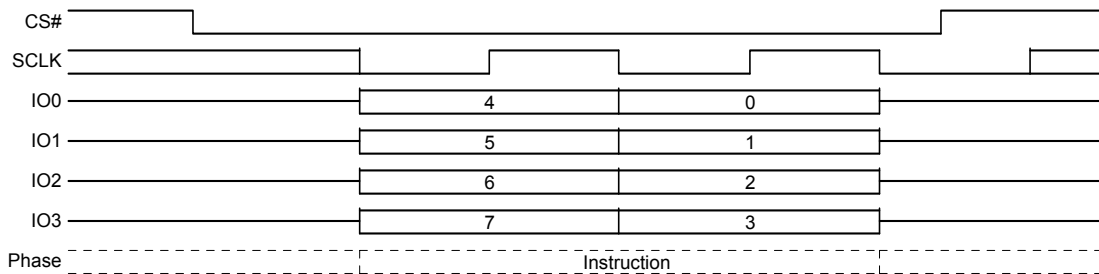 CS#
SCLK
IO0 4 0
IO1 5 1
IO2 6 2
IO3 7 3
Phase Instruction